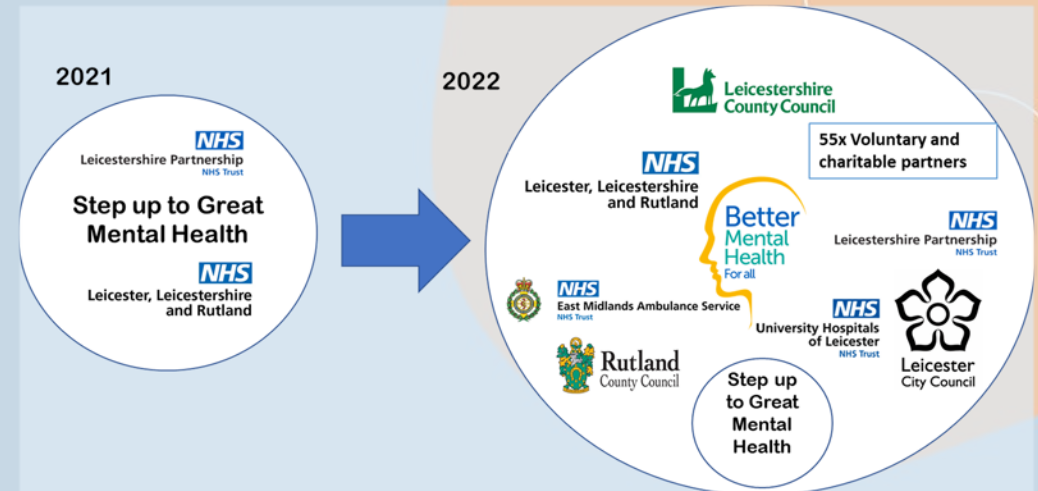 2021
NHS
Leicestershire Partnership
NHS Trust
Step up to Great
Mental Health
NHS
Leicester, Leicestershire
and Rutland
2022
Leicestershire
County Council
55x Voluntary and
charitable partners
NHS
Leicester, Leicestershire
and Rutland
Better
Mental
Health
For all
NHS
Leicestershire Partnership
NHS Trust
NHS
East Midlands Ambulance Service
NHS Trust
NHS
University Hospitals
of Leicester
NHS Trust
Leicester
City Council
Rutland
County Council
Step up
to Great
Mental
Health